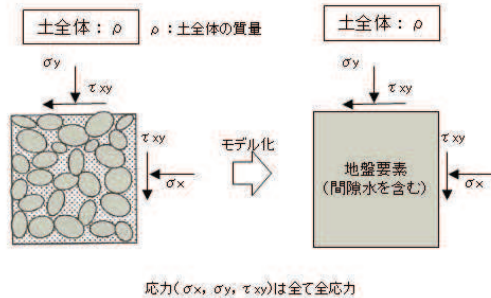 土全体：ρ
ρ：土全体の質量
土全体：ρ
σy
τxy
τxy
σx
モデル化
σy
τxy
τxy
σx
地盤要素
(間隙水を含む)
応力(σx, σy, τxy)は全て全応力